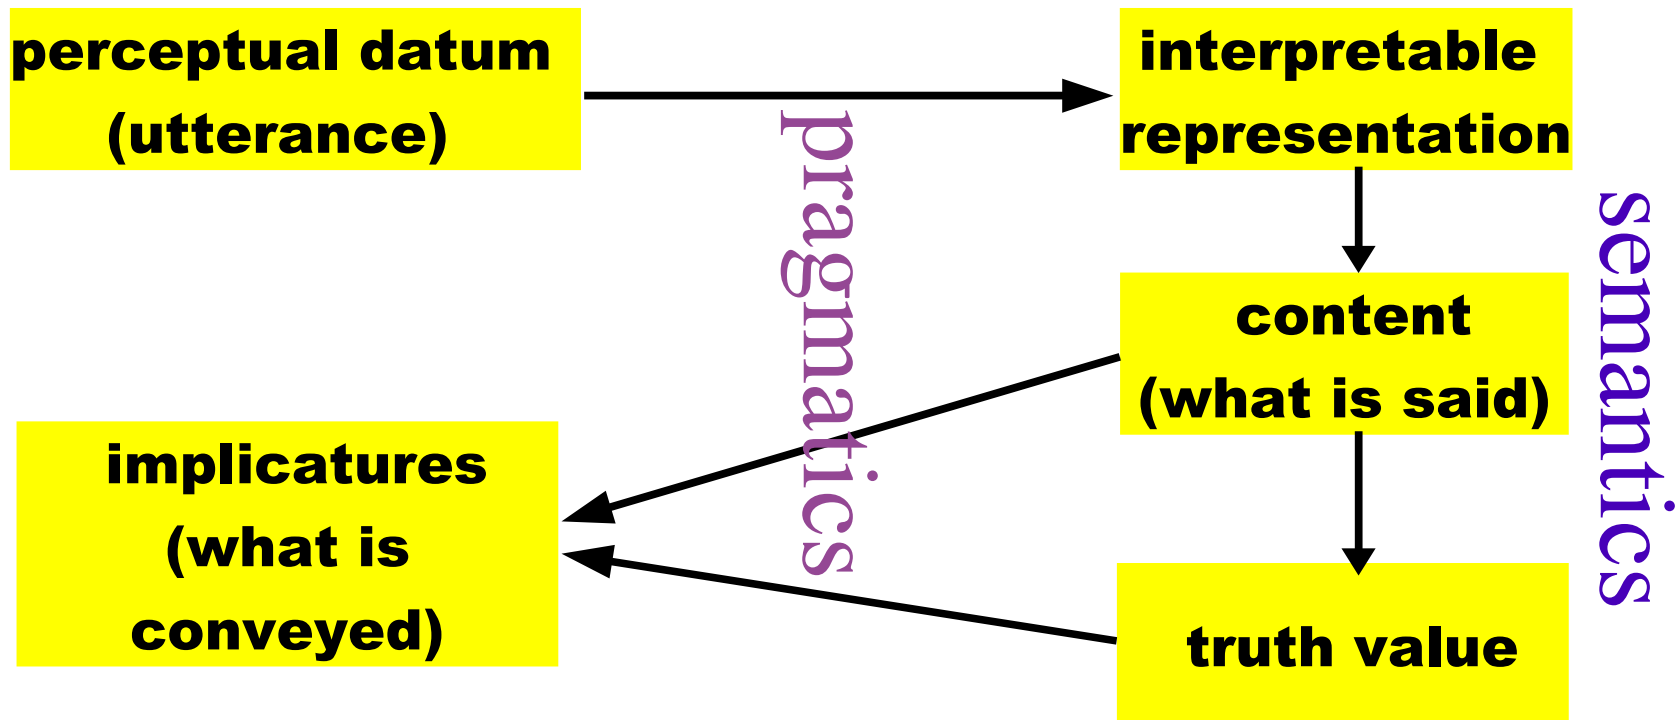 perceptual datum
(utterance)
interpretable
representation
pragmatics
semantics
content
(what is said)
implicatures
(what is
conveyed)
truth value